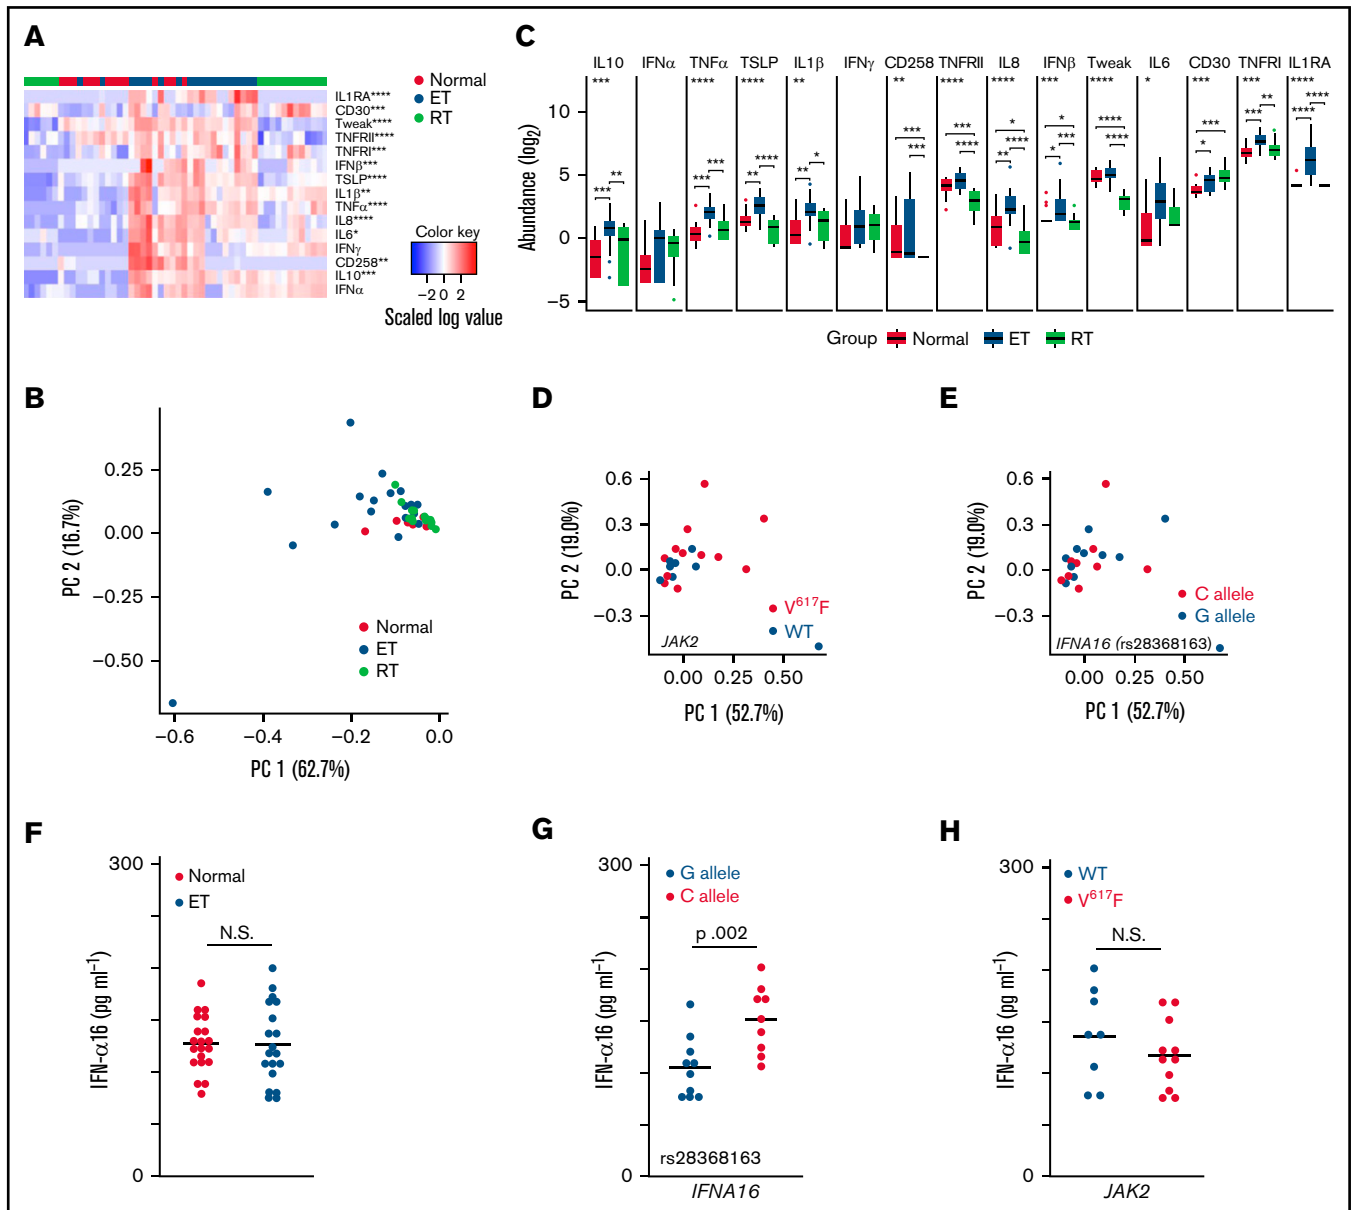 A
Normal
ET
RT
IL1RA****
CD30***
Tweak****
TNFRII****
TNFRI***
IFNβ***
TSLP****
IL1β**
TNFα****
IL8****
IL6*
IFNγ
CD258**
IL10***
IFNα
Color key
−2 0 2
Scaled log value
C
IL10 IFNα TNFα TSLP IL1β IFNγ CD258 TNFRII IL8 IFNβ Tweak IL6 CD30 TNFRI IL1RA
*** **** **** ** ** **** **** *** **** * *** *** ****
*** **
*** ***
** ****
** *
*** ***
*** ****
* ** ****
* * ***
**** ****
*** *
*** **
**** ****
Abundance (log2)
10
5
0
−5
Group Normal ET RT
B
PC 2 (16.7%)
0.25
0.00
−0.25
−0.50
Normal
ET
RT
−0.6 −0.4 −0.2 0.0
PC 1 (62.7%)
D
PC 2 (19.0%)
0.6
0.3
0.0
−0.3
V617F
WT
JAK2
0.00 0.25 0.50
PC 1 (52.7%)
E
PC 2 (19.0%)
0.6
0.3
0.0
−0.3
C allele
G allele
IFNA16 (rs28368163)
0.00 0.25 0.50
PC 1 (52.7%)
F
300
Normal
ET
N.S.
IFN-α16 (pg ml−1)
0
G
300
G allele
C allele
p .002
IFN-α16 (pg ml−1)
rs28368163
0
IFNA16
H
300
WT
V617F
N.S.
IFN-α16 (pg ml−1)
0
JAK2